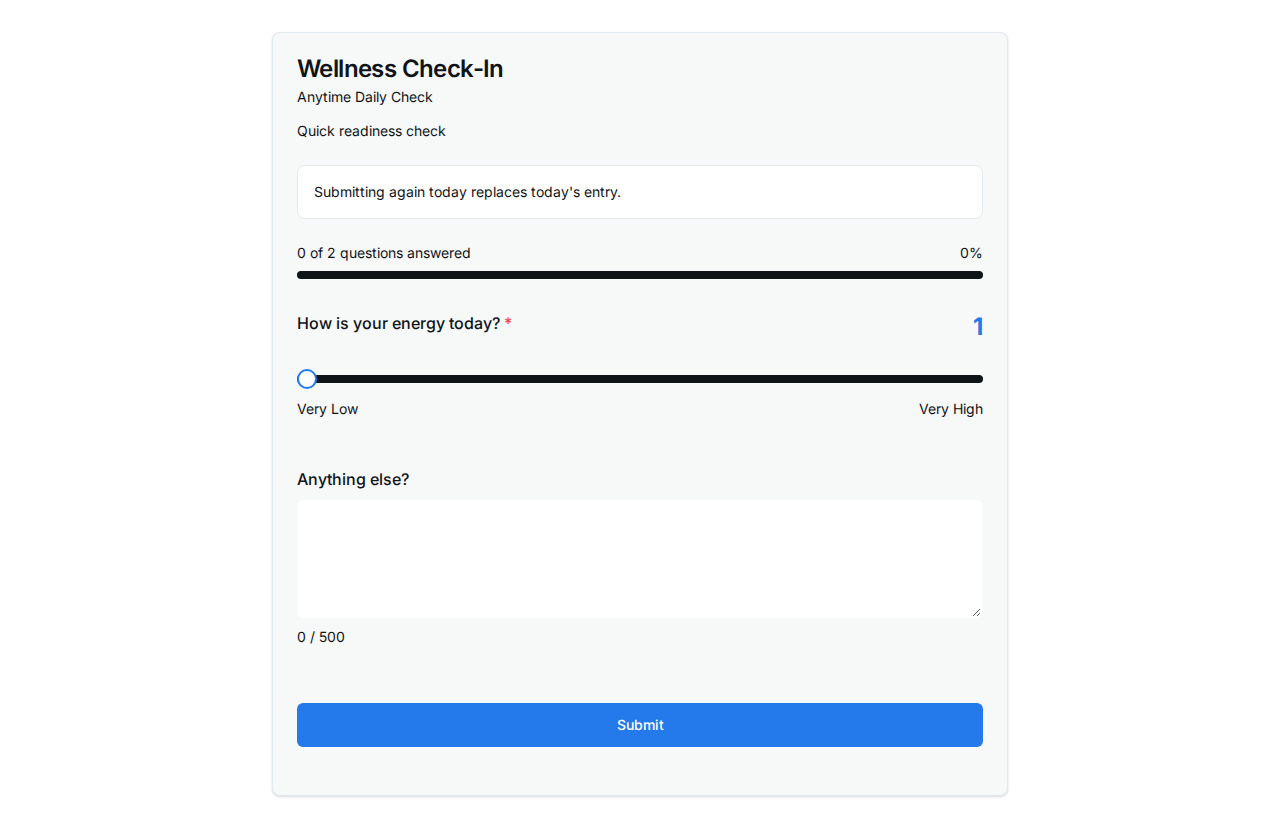 Wellness Check-In
Anytime Daily Check
Quick readiness check
Submitting again today replaces today's entry.
0 of 2 questions answered 0%
How is your energy today? * 1
Very Low Very High
Anything else?
0 / 500
Submit